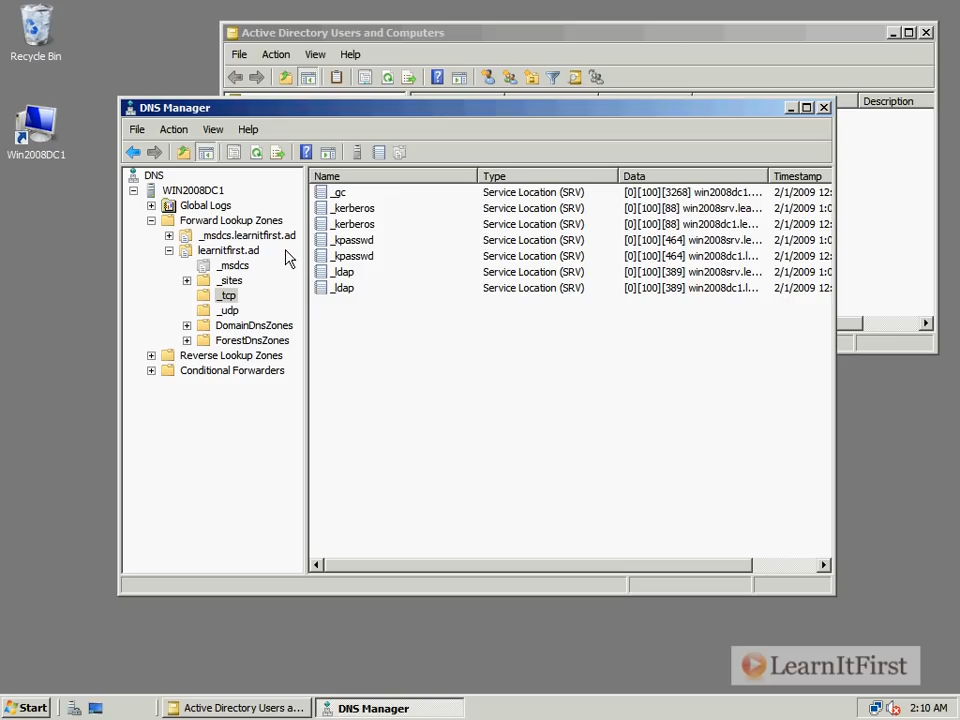 Recycle Bin
Win2008DC1
Active Directory Users and Computers
File Action View Help
Description
DNS Manager
File Action View Help
DNS
WIN2008DC1
Global Logs
Forward Lookup Zones
_msdcs.learnitfirst.ad
learnitfirst.ad
_msdcs
_sites
_tcp
_udp
DomainDnsZones
ForestDnsZones
Reverse Lookup Zones
Conditional Forwarders
Name Type Data Timestamp
_gc Service Location (SRV) [0][100][3268] win2008dc1.... 2/1/2009 12:
_kerberos Service Location (SRV) [0][100][88] win2008srv.lea... 2/1/2009 1:0
_kerberos Service Location (SRV) [0][100][88] win2008dc1.le... 2/1/2009 12:
_kpasswd Service Location (SRV) [0][100][464] win2008srv.le... 2/1/2009 1:0
_kpasswd Service Location (SRV) [0][100][464] win2008dc1.l... 2/1/2009 12:
_ldap Service Location (SRV) [0][100][389] win2008srv.le... 2/1/2009 1:0
_ldap Service Location (SRV) [0][100][389] win2008dc1.l... 2/1/2009 12:
LearnItFirst
Start
Active Directory Users a...
DNS Manager
2:10 AM